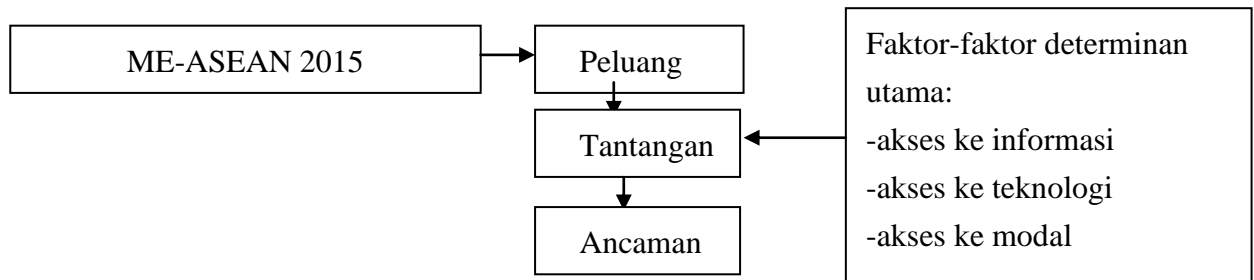 ME-ASEAN 2015
Peluang
Tantangan
Ancaman
Faktor-faktor determinan
utama:
-akses ke informasi
-akses ke teknologi
-akses ke modal